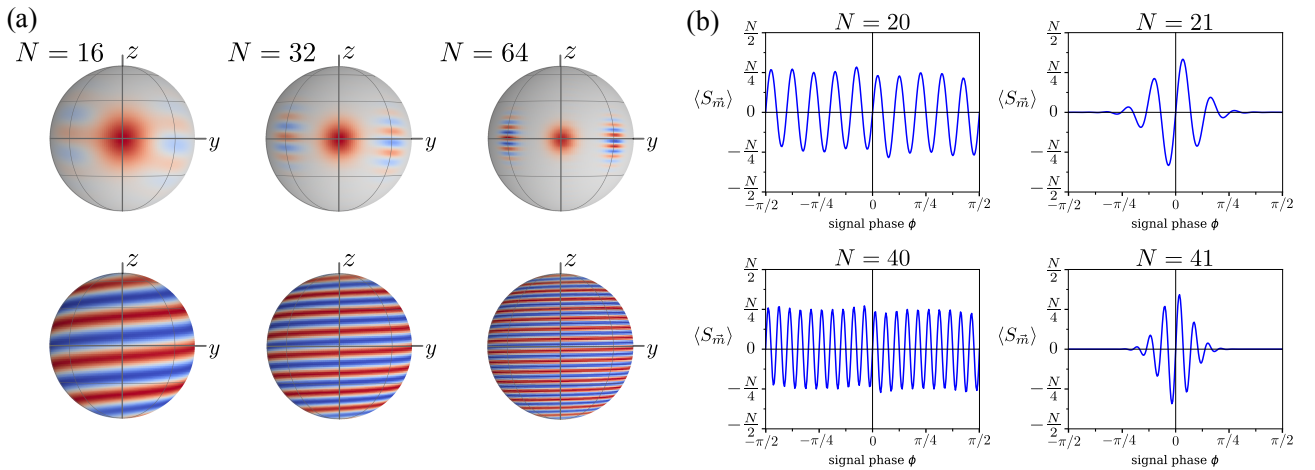 (a)
N = 16 z N = 32 z N = 64 z
y y y
z z z
y y y
(b)
N = 20 N = 21
N/2 N/2
N/4 N/4
⟨S_m⃗⟩ 0 ⟨S_m⃗⟩ 0
−N/4 −N/4
−N/2 −N/2
−π/2 −π/4 0 π/4 π/2 −π/2 −π/4 0 π/4 π/2
signal phase ϕ signal phase ϕ
N = 40 N = 41
N/2 N/2
N/4 N/4
⟨S_m⃗⟩ 0 ⟨S_m⃗⟩ 0
−N/4 −N/4
−N/2 −N/2
−π/2 −π/4 0 π/4 π/2 −π/2 −π/4 0 π/4 π/2
signal phase ϕ signal phase ϕ